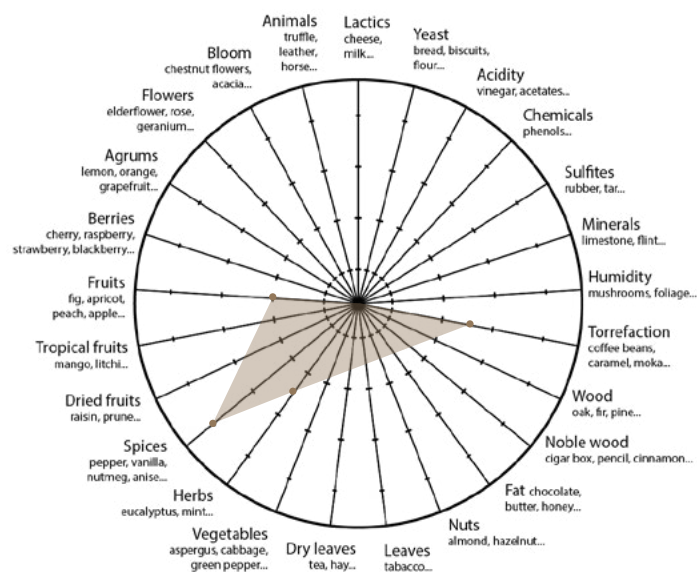 Lactics
cheese,
milk...
Yeast
bread, biscuits,
flour...
Acidity
vinegar, acetates...
Chemicals
phenols...
Sulfites
rubber, tar...
Minerals
limestone, flint...
Humidity
mushrooms, foliage...
Torrefaction
coffee beans,
caramel, moka...
Wood
oak, fir, pine...
Noble wood
cigar box, pencil, cinnamon...
Fat chocolate,
butter, honey...
Nuts
almond, hazelnut...
Leaves
tabacco...
Dry leaves
tea, hay...
Vegetables
aspergus, cabbage,
green pepper...
Herbs
eucalyptus, mint...
Spices
pepper, vanilla,
nutmeg, anise...
Dried fruits
raisin, prune...
Tropical fruits
mango, litchi...
Fruits
fig, apricot,
peach, apple...
Berries
cherry, raspberry,
strawberry, blackberry...
Agrums
lemon, orange,
grapefruit...
Flowers
elderflower, rose,
geranium...
Bloom
chestnut flowers,
acacia...
Animals
truffle,
leather,
horse...